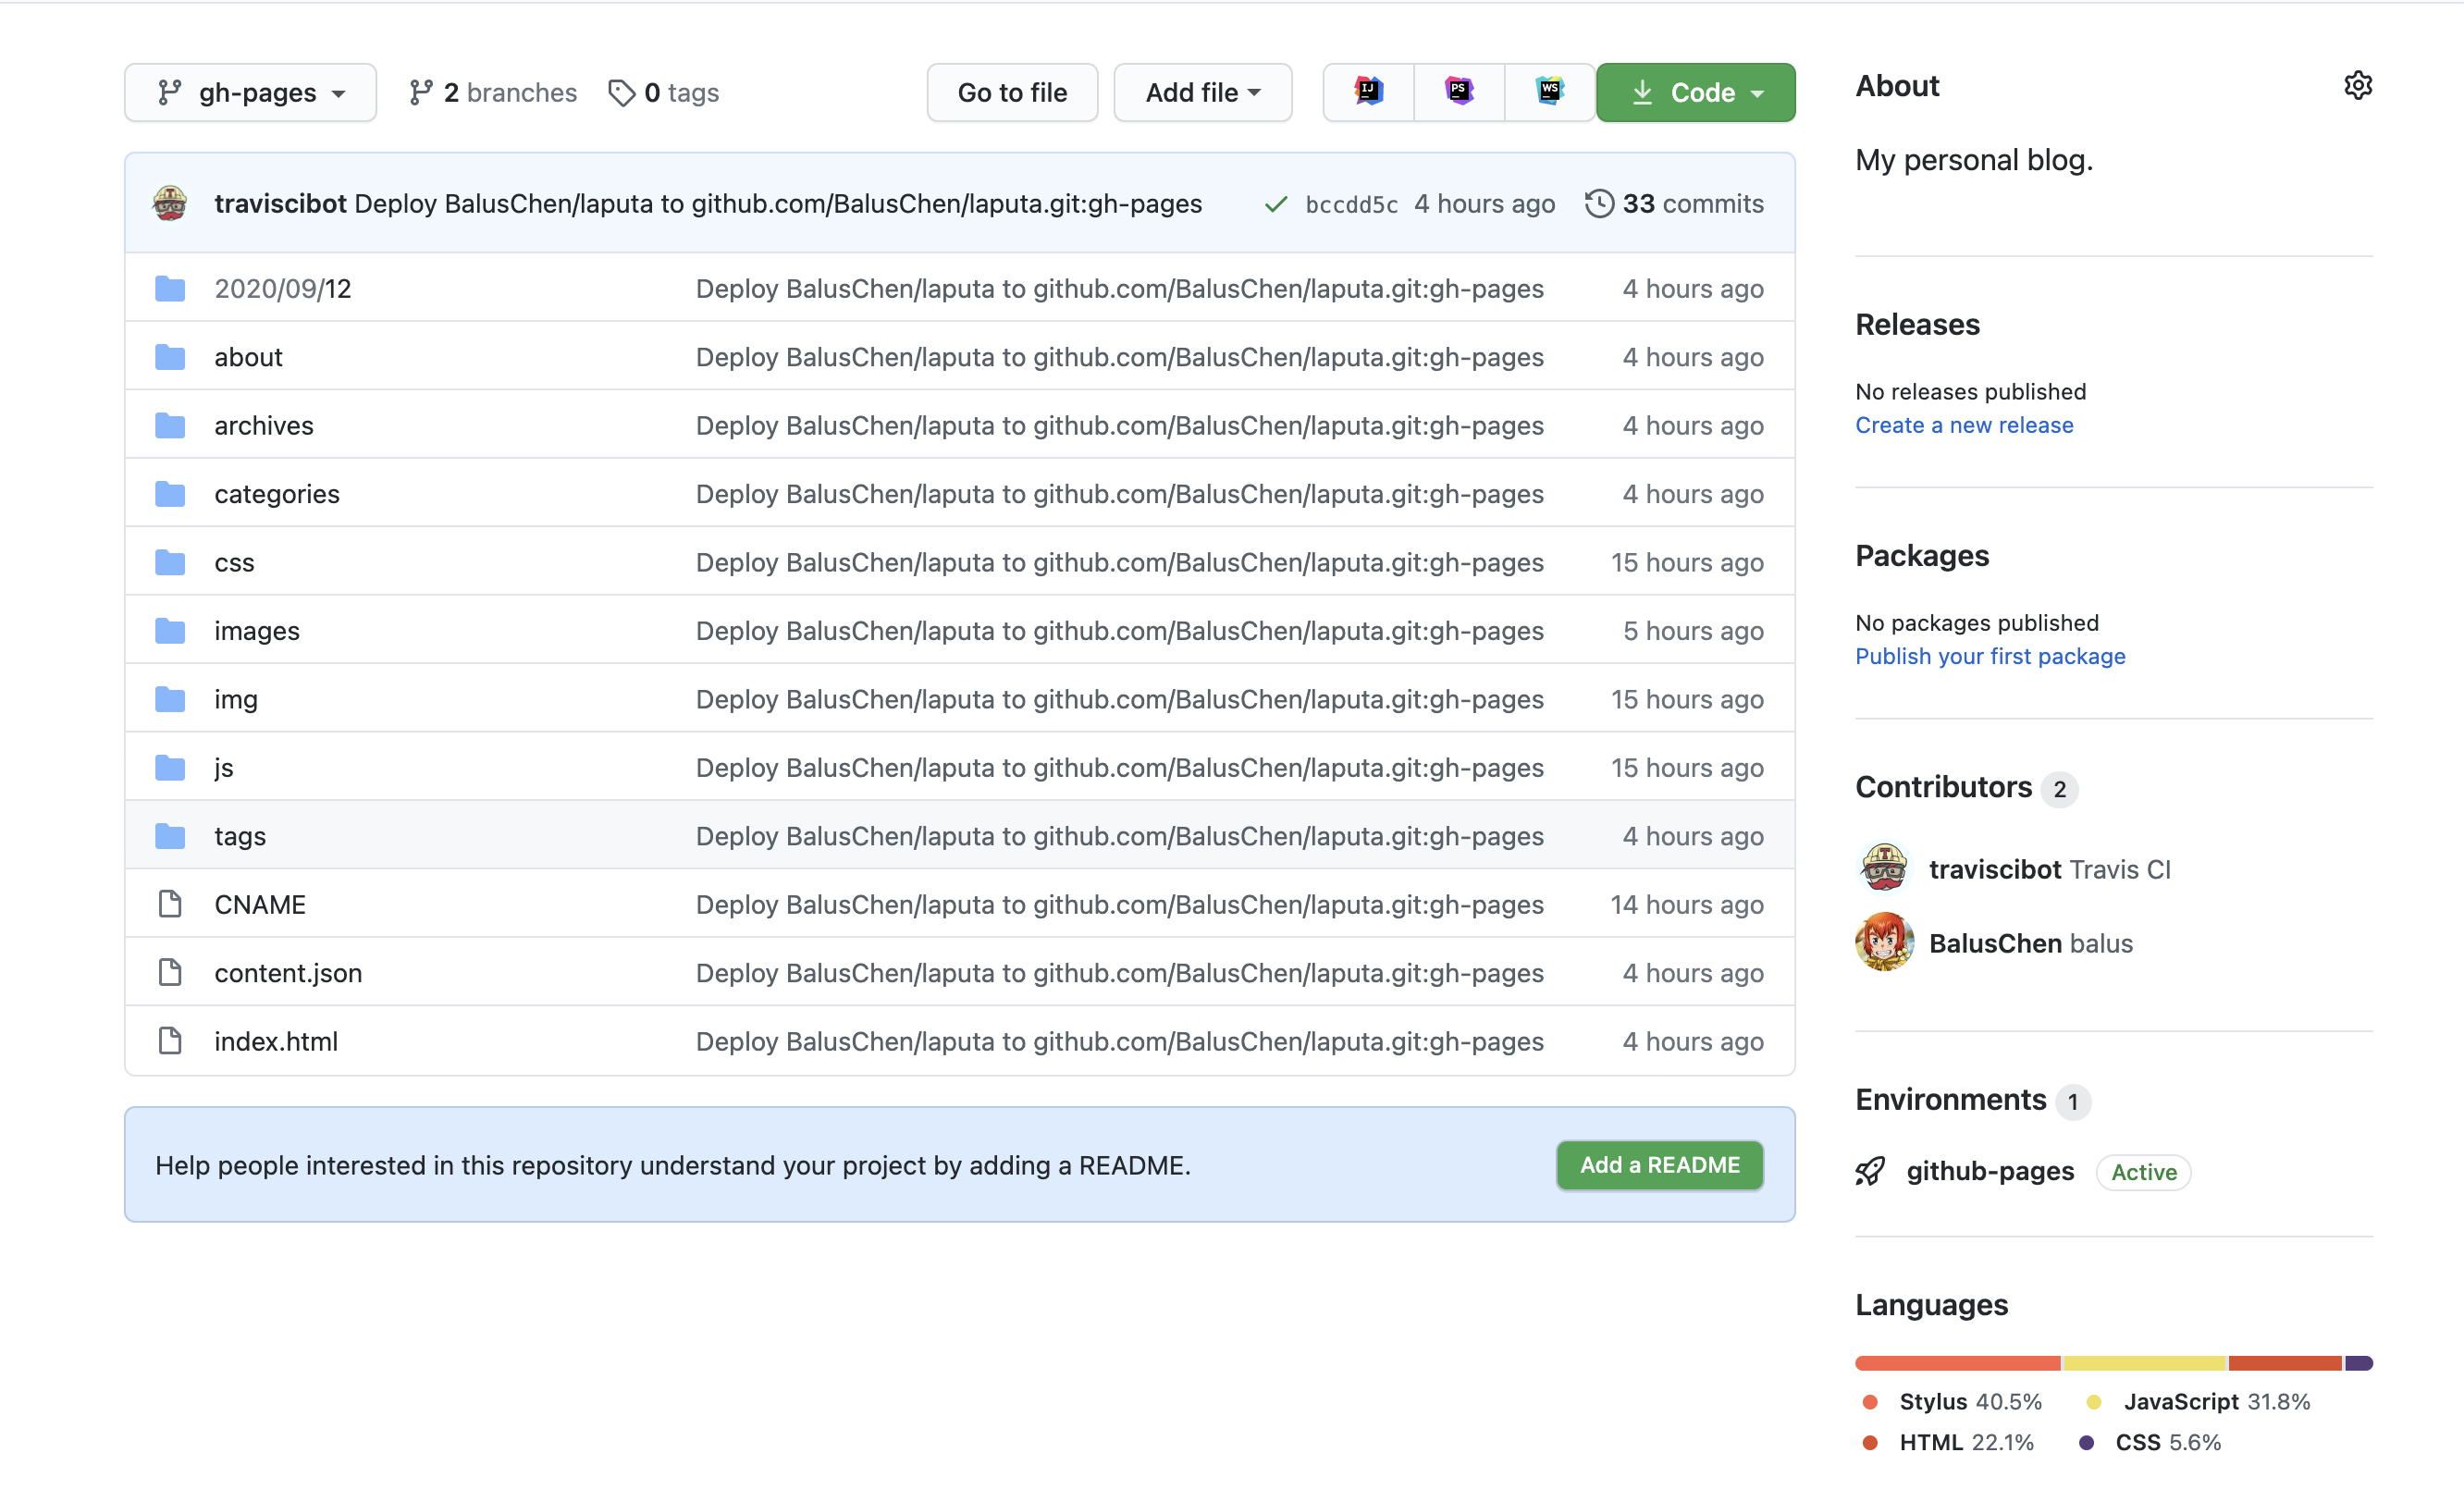 gh-pages 2 branches 0 tags Go to file Add file IJ PS WS Code
traviscibot Deploy BalusChen/laputa to github.com/BalusChen/laputa.git:gh-pages bccdd5c 4 hours ago 33 commits
2020/09/12 Deploy BalusChen/laputa to github.com/BalusChen/laputa.git:gh-pages 4 hours ago
about Deploy BalusChen/laputa to github.com/BalusChen/laputa.git:gh-pages 4 hours ago
archives Deploy BalusChen/laputa to github.com/BalusChen/laputa.git:gh-pages 4 hours ago
categories Deploy BalusChen/laputa to github.com/BalusChen/laputa.git:gh-pages 4 hours ago
css Deploy BalusChen/laputa to github.com/BalusChen/laputa.git:gh-pages 15 hours ago
images Deploy BalusChen/laputa to github.com/BalusChen/laputa.git:gh-pages 5 hours ago
img Deploy BalusChen/laputa to github.com/BalusChen/laputa.git:gh-pages 15 hours ago
js Deploy BalusChen/laputa to github.com/BalusChen/laputa.git:gh-pages 15 hours ago
tags Deploy BalusChen/laputa to github.com/BalusChen/laputa.git:gh-pages 4 hours ago
CNAME Deploy BalusChen/laputa to github.com/BalusChen/laputa.git:gh-pages 14 hours ago
content.json Deploy BalusChen/laputa to github.com/BalusChen/laputa.git:gh-pages 4 hours ago
index.html Deploy BalusChen/laputa to github.com/BalusChen/laputa.git:gh-pages 4 hours ago
Help people interested in this repository understand your project by adding a README. Add a README
About
My personal blog.
Releases
No releases published
Create a new release
Packages
No packages published
Publish your first package
Contributors 2
traviscibot Travis CI
BalusChen balus
Environments 1
github-pages Active
Languages
Stylus 40.5% JavaScript 31.8%
HTML 22.1% CSS 5.6%